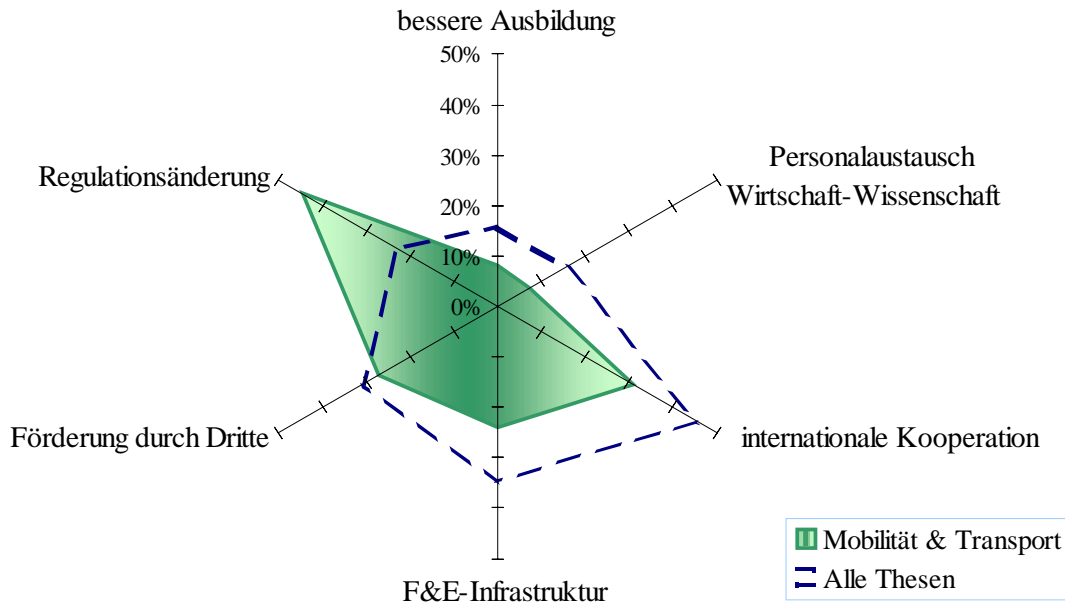 bessere Ausbildung
50%
40%
30%
20%
10%
0%
Personalaustausch
Wirtschaft-Wissenschaft
Regulationsänderung
Förderung durch Dritte
internationale Kooperation
F&E-Infrastruktur
Mobilität & Transport
Alle Thesen